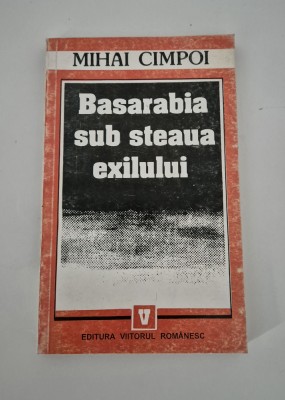 MIHAI CIMPOI
Basarabia
sub steaua
exilului
V
EDITURA VIITORUL ROMÂNESC